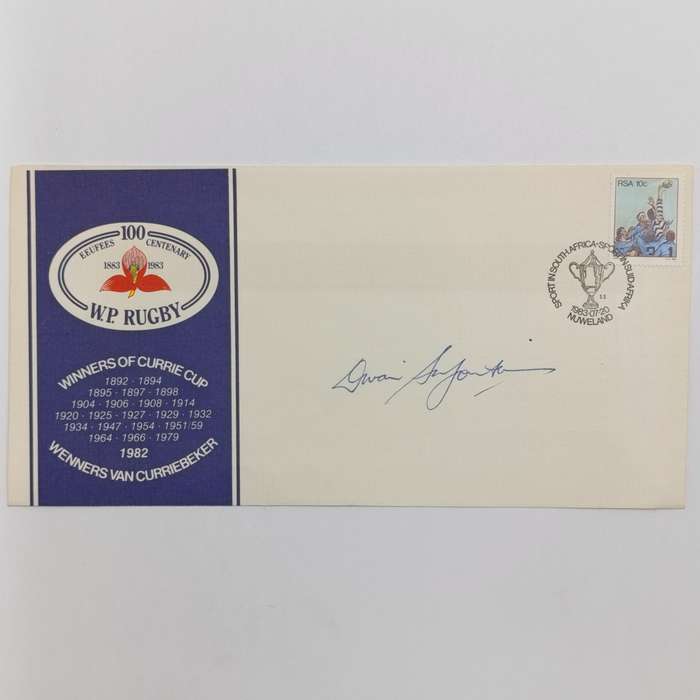 100
EEUFEES CENTENARY
1883 1983
W.P. RUGBY
WINNERS OF CURRIE CUP
1892 · 1894
1895 · 1897 · 1898
1904 · 1906 · 1908 · 1914
1920 · 1925 · 1927 · 1929 · 1932
1934 · 1947 · 1954 · 1951/59
1964 · 1966 · 1979
1982
WENNERS VAN CURRIEBEKER
RSA 10c
SPORT IN SOUTH AFRICA · SPORT IN SUID-AFRIKA
13
1983·07·20
NUWELAND